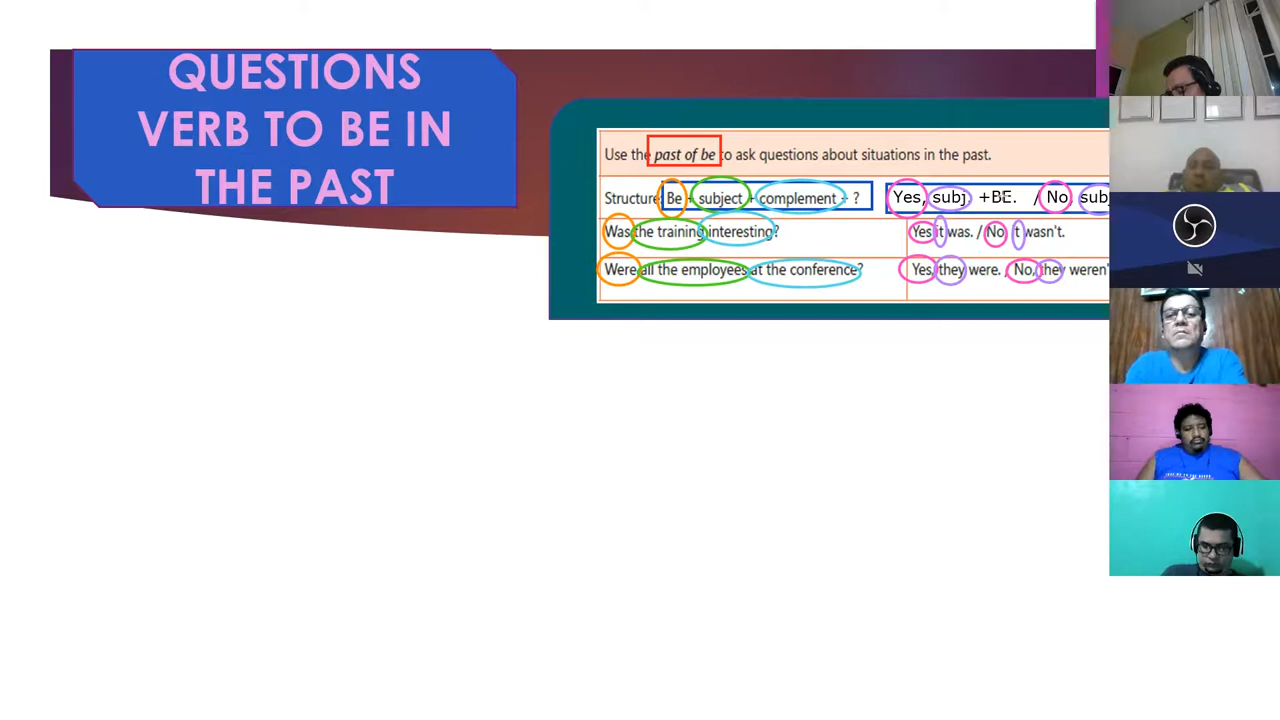 QUESTIONS
VERB TO BE IN
THE PAST
Use the past of be to ask questions about situations in the past.
Structure: Be + subject + complement + ?
Yes, subj. +BE. / No, subj
Was the training interesting?
Yes it was. / No it wasn't.
Were all the employees at the conference?
Yes, they were. / No, they weren'